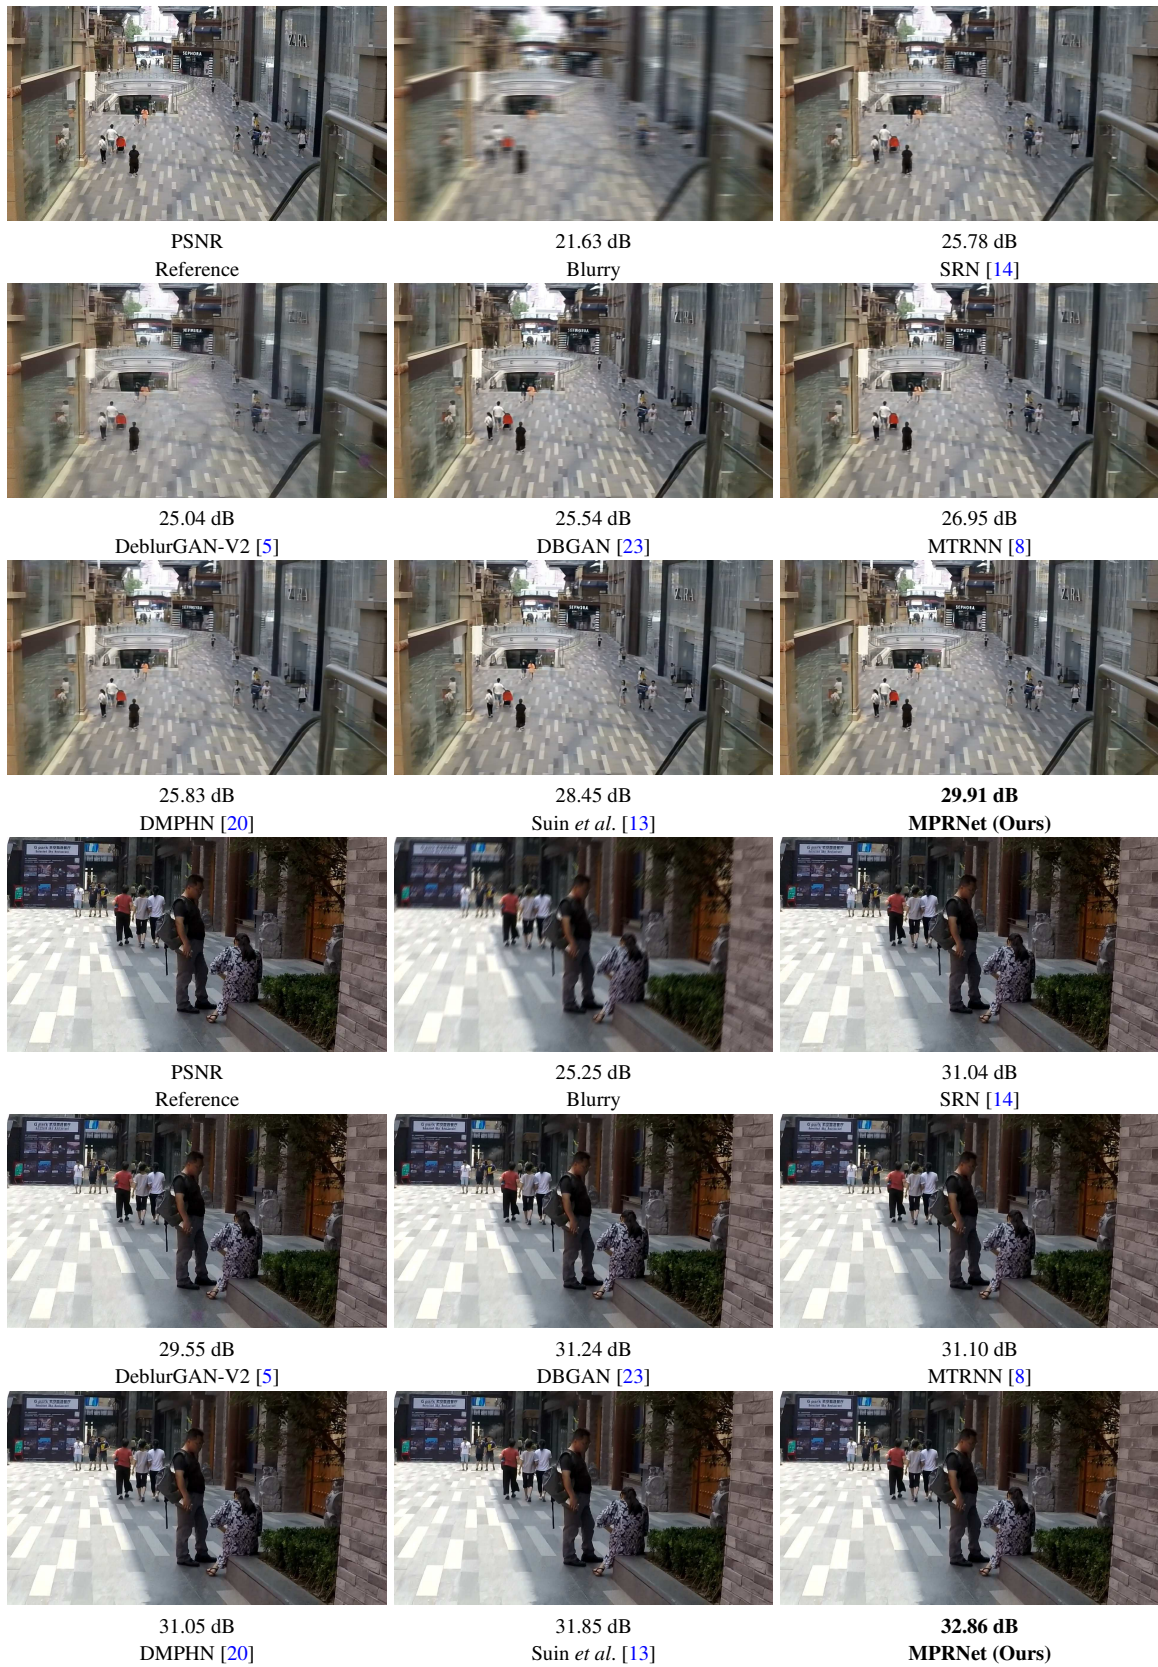 ZARA
SEPHORA
PSNR
Reference
21.63 dB
Blurry
25.78 dB
SRN [14]
25.04 dB
DeblurGAN-V2 [5]
25.54 dB
DBGAN [23]
26.95 dB
MTRNN [8]
25.83 dB
DMPHN [20]
28.45 dB
Suin et al. [13]
29.91 dB
MPRNet (Ours)
PSNR
Reference
25.25 dB
Blurry
31.04 dB
SRN [14]
29.55 dB
DeblurGAN-V2 [5]
31.24 dB
DBGAN [23]
31.10 dB
MTRNN [8]
31.05 dB
DMPHN [20]
31.85 dB
Suin et al. [13]
32.86 dB
MPRNet (Ours)